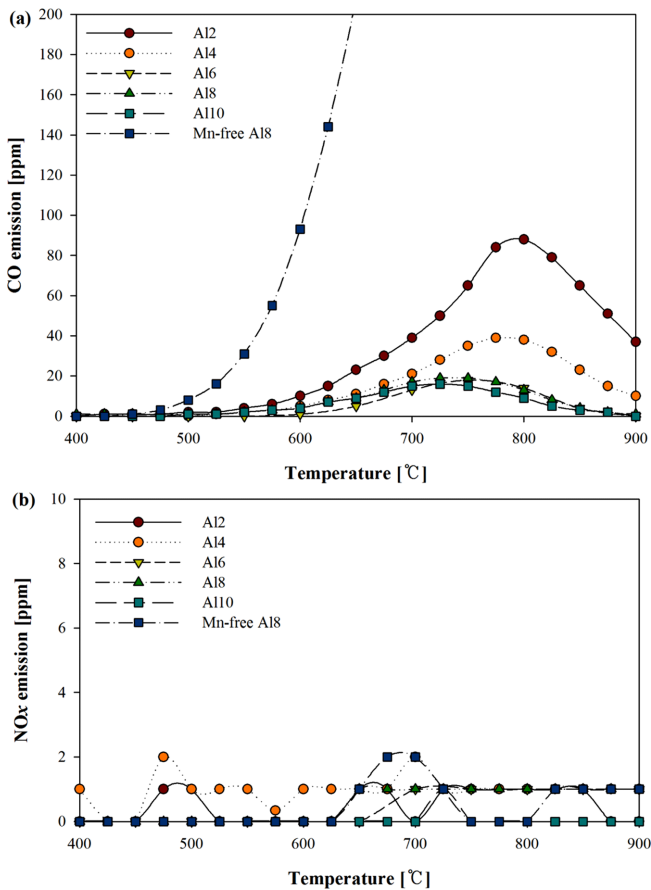 (a)
200
180
160
140
120
100
80
60
40
20
0
CO emission [ppm]
Al2
Al4
Al6
Al8
Al10
Mn-free Al8
400 500 600 700 800 900
Temperature [℃]
(b)
10
8
6
4
2
0
NOx emission [ppm]
Al2
Al4
Al6
Al8
Al10
Mn-free Al8
400 500 600 700 800 900
Temperature [℃]